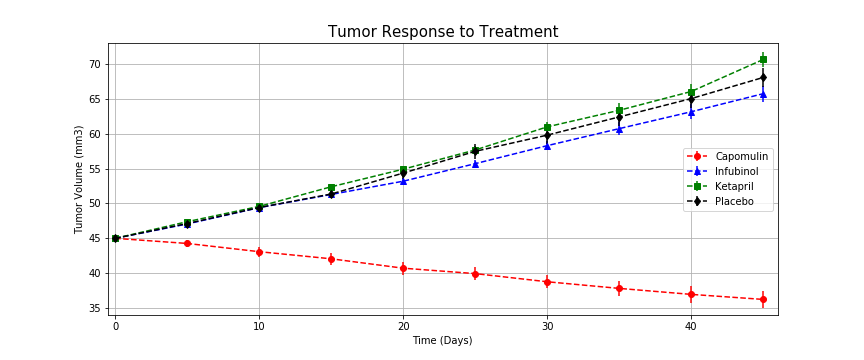 Tumor Response to Treatment
Tumor Volume (mm3)
70
65
60
55
50
45
40
35
Capomulin
Infubinol
Ketapril
Placebo
0
10
20
30
40
Time (Days)